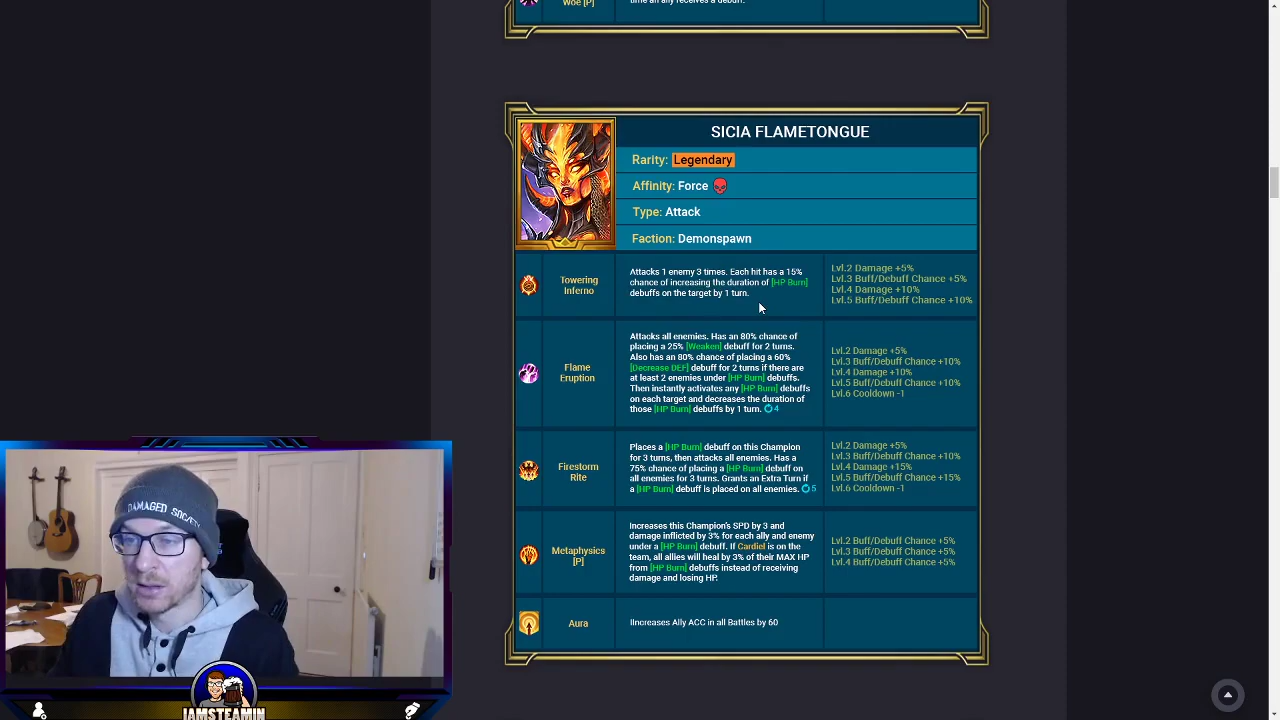 Woe [P]
time an ally receives a debuff.
SICIA FLAMETONGUE
Rarity: Legendary
Affinity: Force
Type: Attack
Faction: Demonspawn
Towering
Inferno
Attacks 1 enemy 3 times. Each hit has a 15%
chance of increasing the duration of [HP Burn]
debuffs on the target by 1 turn.
Lvl.2 Damage +5%
Lvl.3 Buff/Debuff Chance +5%
Lvl.4 Damage +10%
Lvl.5 Buff/Debuff Chance +10%
Flame
Eruption
Attacks all enemies. Has an 80% chance of
placing a 25% [Weaken] debuff for 2 turns.
Also has an 80% chance of placing a 60%
[Decrease DEF] debuff for 2 turns if there are
at least 2 enemies under [HP Burn] debuffs.
Then instantly activates any [HP Burn] debuffs
on each target and decreases the duration of
those [HP Burn] debuffs by 1 turn. 4
Lvl.2 Damage +5%
Lvl.3 Buff/Debuff Chance +10%
Lvl.4 Damage +10%
Lvl.5 Buff/Debuff Chance +10%
Lvl.6 Cooldown -1
Firestorm
Rite
Places a [HP Burn] debuff on this Champion
for 3 turns, then attacks all enemies. Has a
75% chance of placing a [HP Burn] debuff on
all enemies for 3 turns. Grants an Extra Turn if
a [HP Burn] debuff is placed on all enemies. 5
Lvl.2 Damage +5%
Lvl.3 Buff/Debuff Chance +10%
Lvl.4 Damage +15%
Lvl.5 Buff/Debuff Chance +15%
Lvl.6 Cooldown -1
Metaphysics
[P]
Increases this Champion's SPD by 3 and
damage inflicted by 3% for each ally and enemy
under a [HP Burn] debuff. If Cardiel is on the
team, all allies will heal by 3% of their MAX HP
from [HP Burn] debuffs instead of receiving
damage and losing HP.
Lvl.2 Buff/Debuff Chance +5%
Lvl.3 Buff/Debuff Chance +5%
Lvl.4 Buff/Debuff Chance +5%
Aura
IIncreases Ally ACC in all Battles by 60
DAMAGED SOCIETY
IAMSTEAMIN